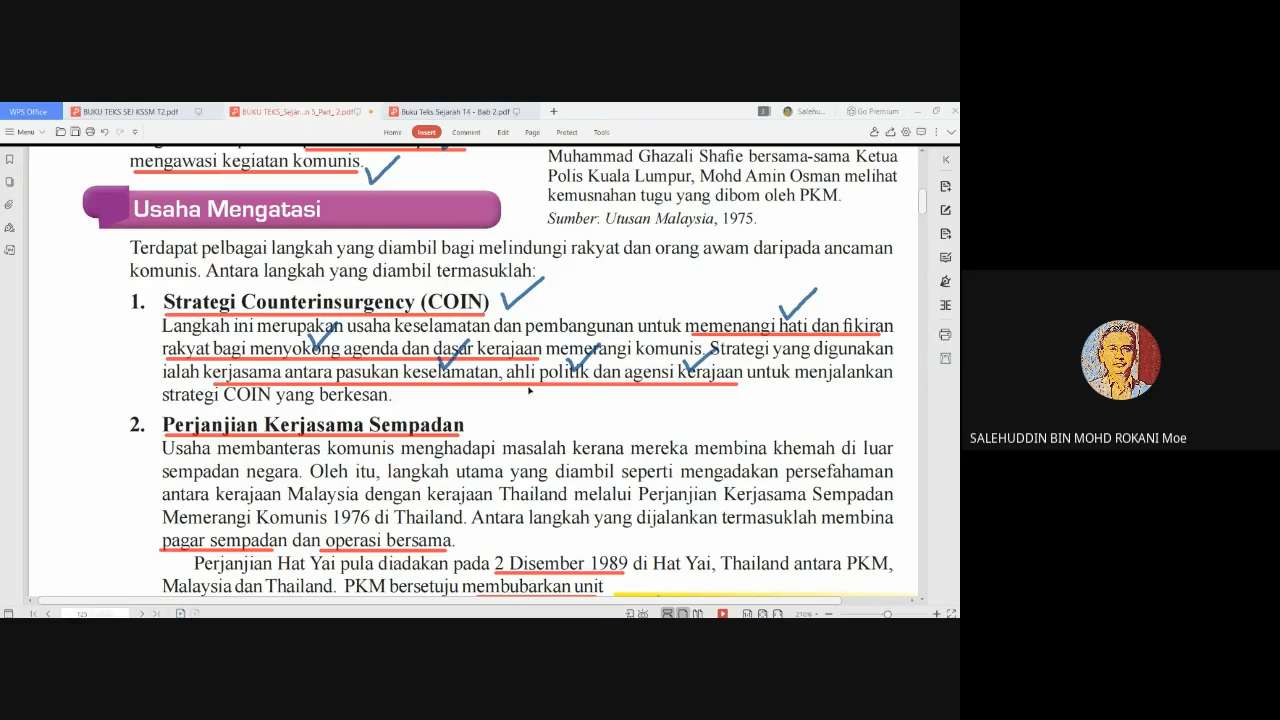 WPS Office
BUKU TEKS SEJ KSSM T2.pdf
BUKU TEKS_Sejar...n 5_Part_ 2.pdf
Buku Teks Sejarah T4 - Bab 2.pdf
Salehu...
Go Premium
Menu
Home
Insert
Comment
Edit
Page
Protect
Tools
mengawasi kegiatan komunis.
Muhammad Ghazali Shafie bersama-sama Ketua
Polis Kuala Lumpur, Mohd Amin Osman melihat
kemusnahan tugu yang dibom oleh PKM.
Sumber: Utusan Malaysia, 1975.
Usaha Mengatasi
Terdapat pelbagai langkah yang diambil bagi melindungi rakyat dan orang awam daripada ancaman
komunis. Antara langkah yang diambil termasuklah:
1. Strategi Counterinsurgency (COIN)
Langkah ini merupakan usaha keselamatan dan pembangunan untuk memenangi hati dan fikiran
rakyat bagi menyokong agenda dan dasar kerajaan memerangi komunis. Strategi yang digunakan
ialah kerjasama antara pasukan keselamatan, ahli politik dan agensi kerajaan untuk menjalankan
strategi COIN yang berkesan.
2. Perjanjian Kerjasama Sempadan
Usaha membanteras komunis menghadapi masalah kerana mereka membina khemah di luar
sempadan negara. Oleh itu, langkah utama yang diambil seperti mengadakan persefahaman
antara kerajaan Malaysia dengan kerajaan Thailand melalui Perjanjian Kerjasama Sempadan
Memerangi Komunis 1976 di Thailand. Antara langkah yang dijalankan termasuklah membina
pagar sempadan dan operasi bersama.
Perjanjian Hat Yai pula diadakan pada 2 Disember 1989 di Hat Yai, Thailand antara PKM,
Malaysia dan Thailand. PKM bersetuju membubarkan unit
125
210%
SALEHUDDIN BIN MOHD ROKANI Moe